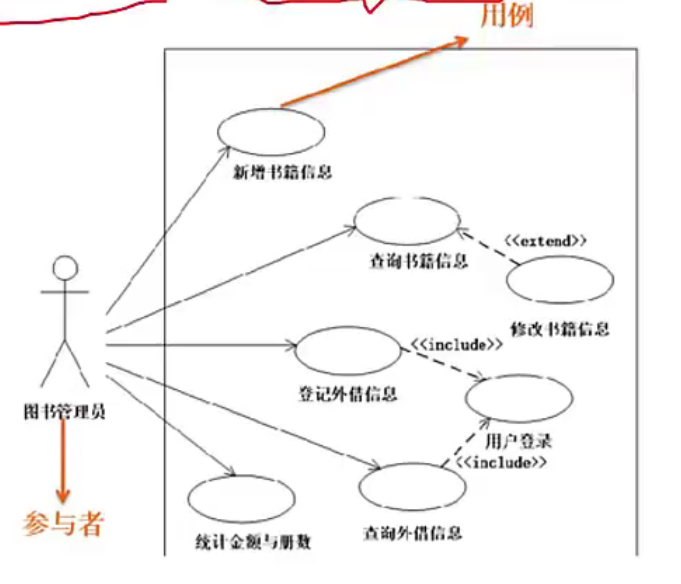 用例
新增书籍信息
查询书籍信息
<<extend>>
修改书籍信息
<<include>>
登记外借信息
图书管理员
用户登录
<<include>>
参与者
统计金额与册数
查询外借信息